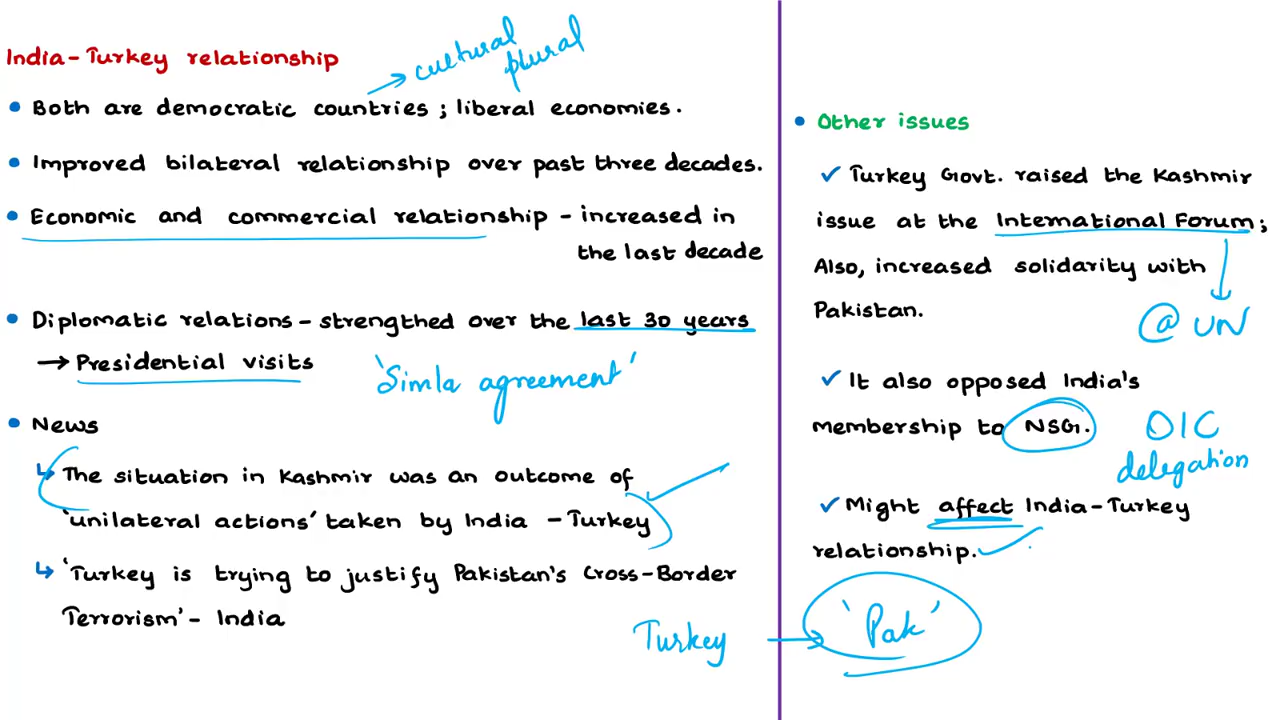 India-Turkey relationship
→ cultural
plural
• Both are democratic countries ; liberal economies.
• Improved bilateral relationship over past three decades.
• Economic and commercial relationship - increased in
the last decade
• Diplomatic relations - strengthed over the last 30 years
→ Presidential visits
'Simla agreement'
• News
↳ The situation in Kashmir was an outcome of
'unilateral actions' taken by India - Turkey
↳ 'Turkey is trying to justify Pakistan's Cross-Border
Terrorism' - India
Turkey → 'Pak'
• Other issues
✓ Turkey Govt. raised the Kashmir
issue at the International Forum ;
Also, increased solidarity with
Pakistan.
@ UN
✓ It also opposed India's
membership to NSG.
OIC
delegation
✓ Might affect India-Turkey
relationship.